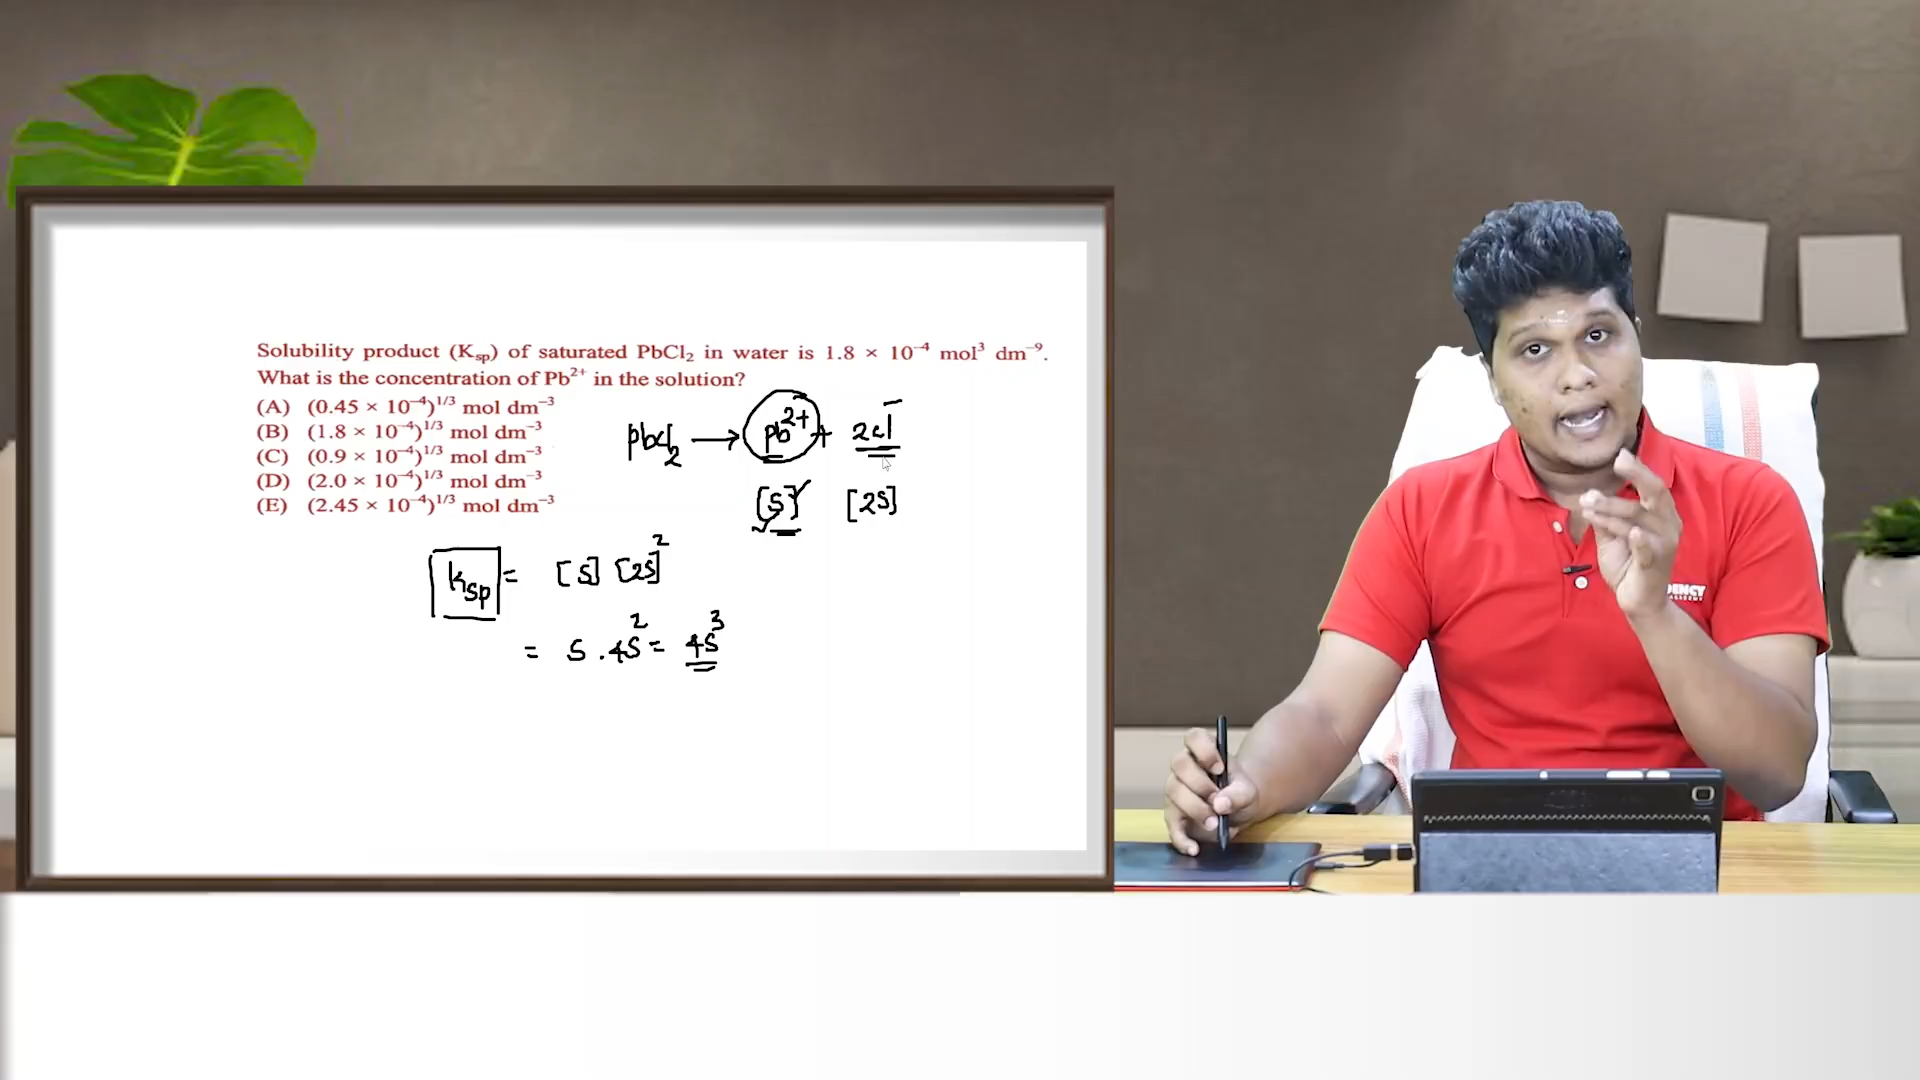 Solubility product (Ksp) of saturated PbCl₂ in water is 1.8 × 10⁻⁴ mol³ dm⁻⁹.
What is the concentration of Pb²⁺ in the solution?
(A) (0.45 × 10⁻⁴)¹/³ mol dm⁻³
(B) (1.8 × 10⁻⁴)¹/³ mol dm⁻³
(C) (0.9 × 10⁻⁴)¹/³ mol dm⁻³
(D) (2.0 × 10⁻⁴)¹/³ mol dm⁻³
(E) (2.45 × 10⁻⁴)¹/³ mol dm⁻³
pbcl₂ → pb²⁺ + 2cl⁻
[S] [2S]
Ksp = [S] [2S]²
= S . 4S² = 4S³